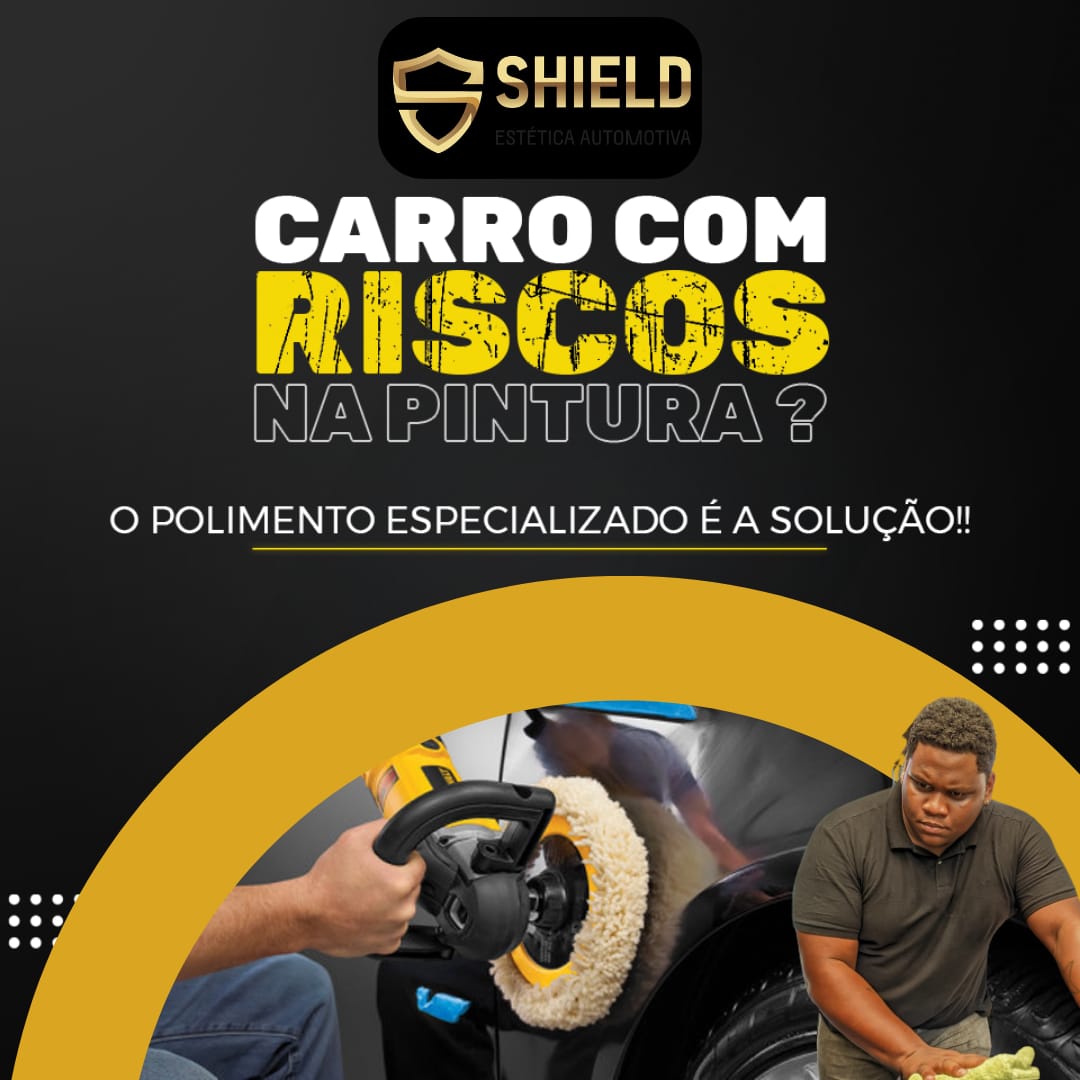 SHIELD
ESTÉTICA AUTOMOTIVA
CARRO COM
RISCOS
NA PINTURA ?
O POLIMENTO ESPECIALIZADO É A SOLUÇÃO!!